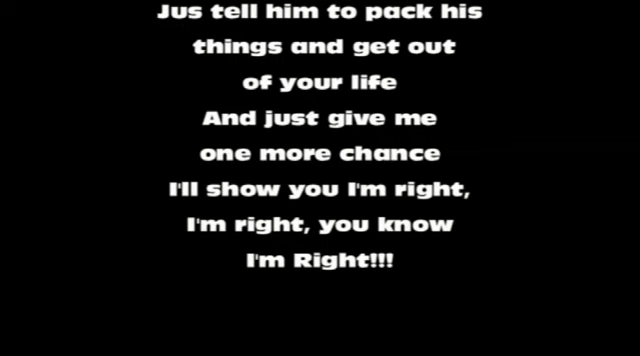 Jus tell him to pack his
things and get out
of your life
And just give me
one more chance
I'll show you I'm right,
I'm right, you know
I'm Right!!!